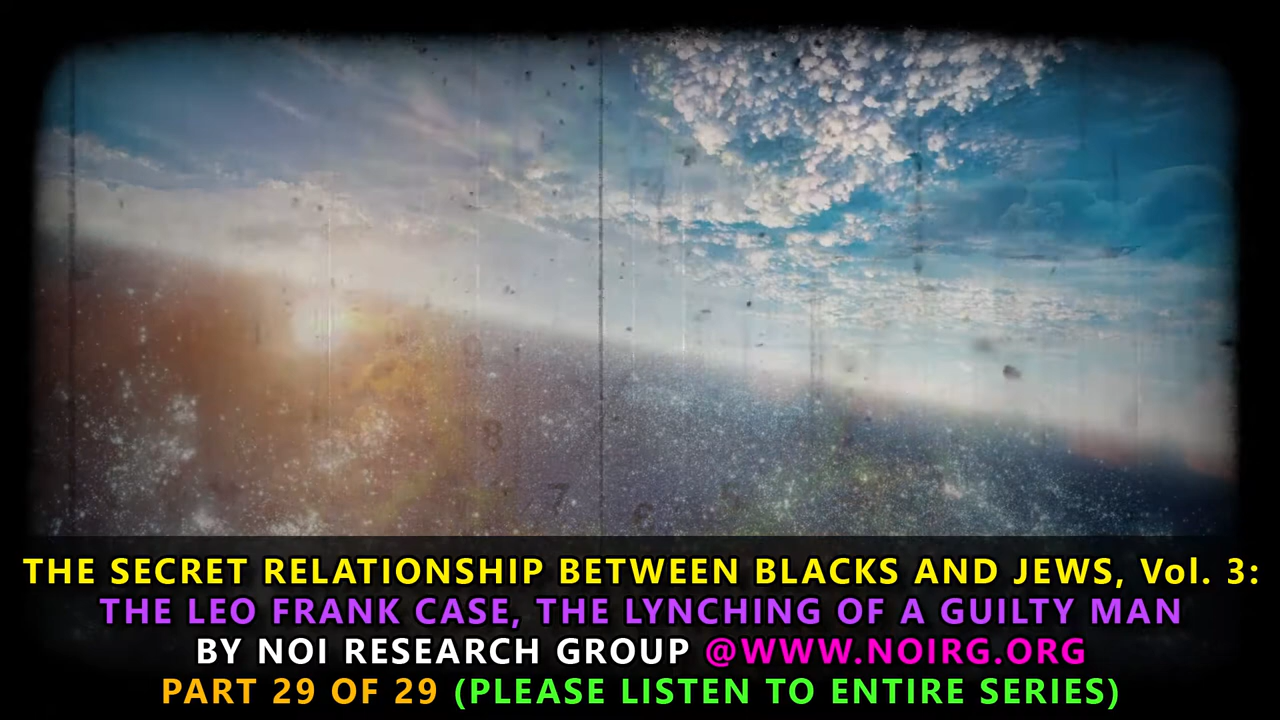 THE SECRET RELATIONSHIP BETWEEN BLACKS AND JEWS, Vol. 3:
THE LEO FRANK CASE, THE LYNCHING OF A GUILTY MAN
BY NOI RESEARCH GROUP @WWW.NOIRG.ORG
PART 29 OF 29 (PLEASE LISTEN TO ENTIRE SERIES)